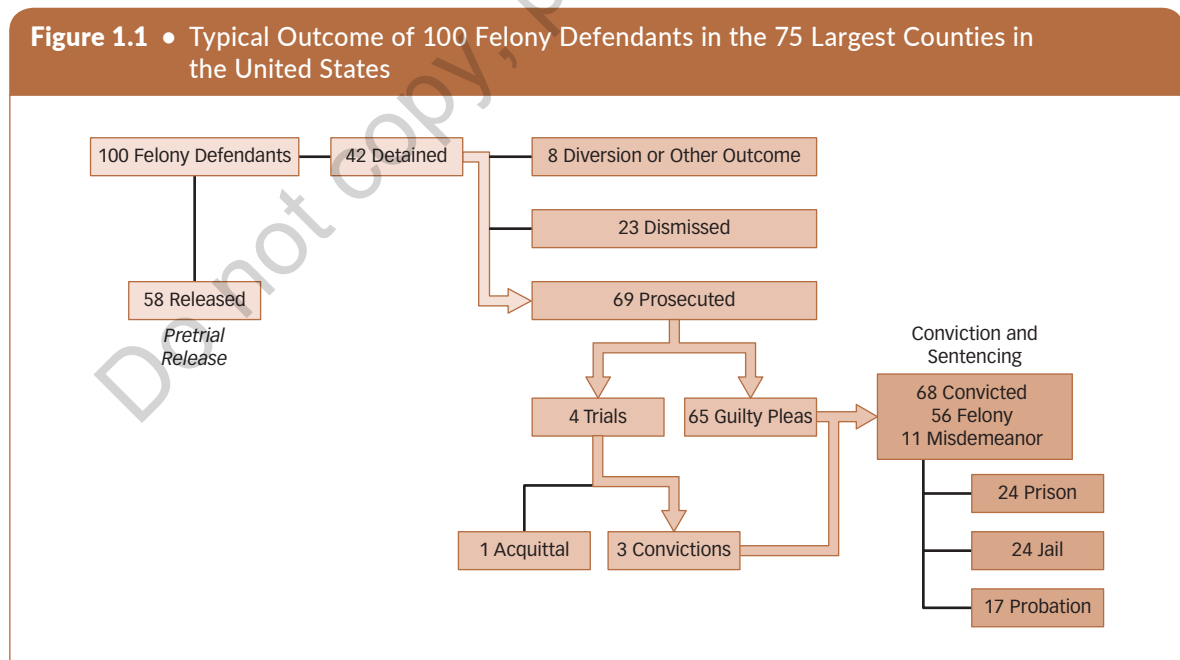 Figure 1.1 • Typical Outcome of 100 Felony Defendants in the 75 Largest Counties in
the United States
100 Felony Defendants
42 Detained
8 Diversion or Other Outcome
23 Dismissed
58 Released
Pretrial
Release
69 Prosecuted
Conviction and
Sentencing
4 Trials
65 Guilty Pleas
68 Convicted
56 Felony
11 Misdemeanor
1 Acquittal
3 Convictions
24 Prison
24 Jail
17 Probation
Do not copy,